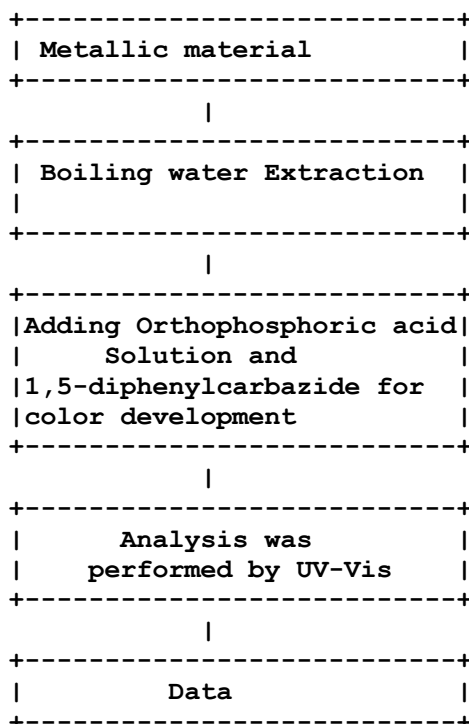 +---------------------------+
| Metallic material         |
+---------------------------+
|
+---------------------------+
| Boiling water Extraction  |
|                           |
+---------------------------+
|
+---------------------------+
|Adding Orthophosphoric acid|
|     Solution and          |
|1,5-diphenylcarbazide for  |
|color development          |
+---------------------------+
|
+---------------------------+
|      Analysis was         |
|    performed by UV-Vis    |
+---------------------------+
|
+---------------------------+
|         Data              |
+---------------------------+